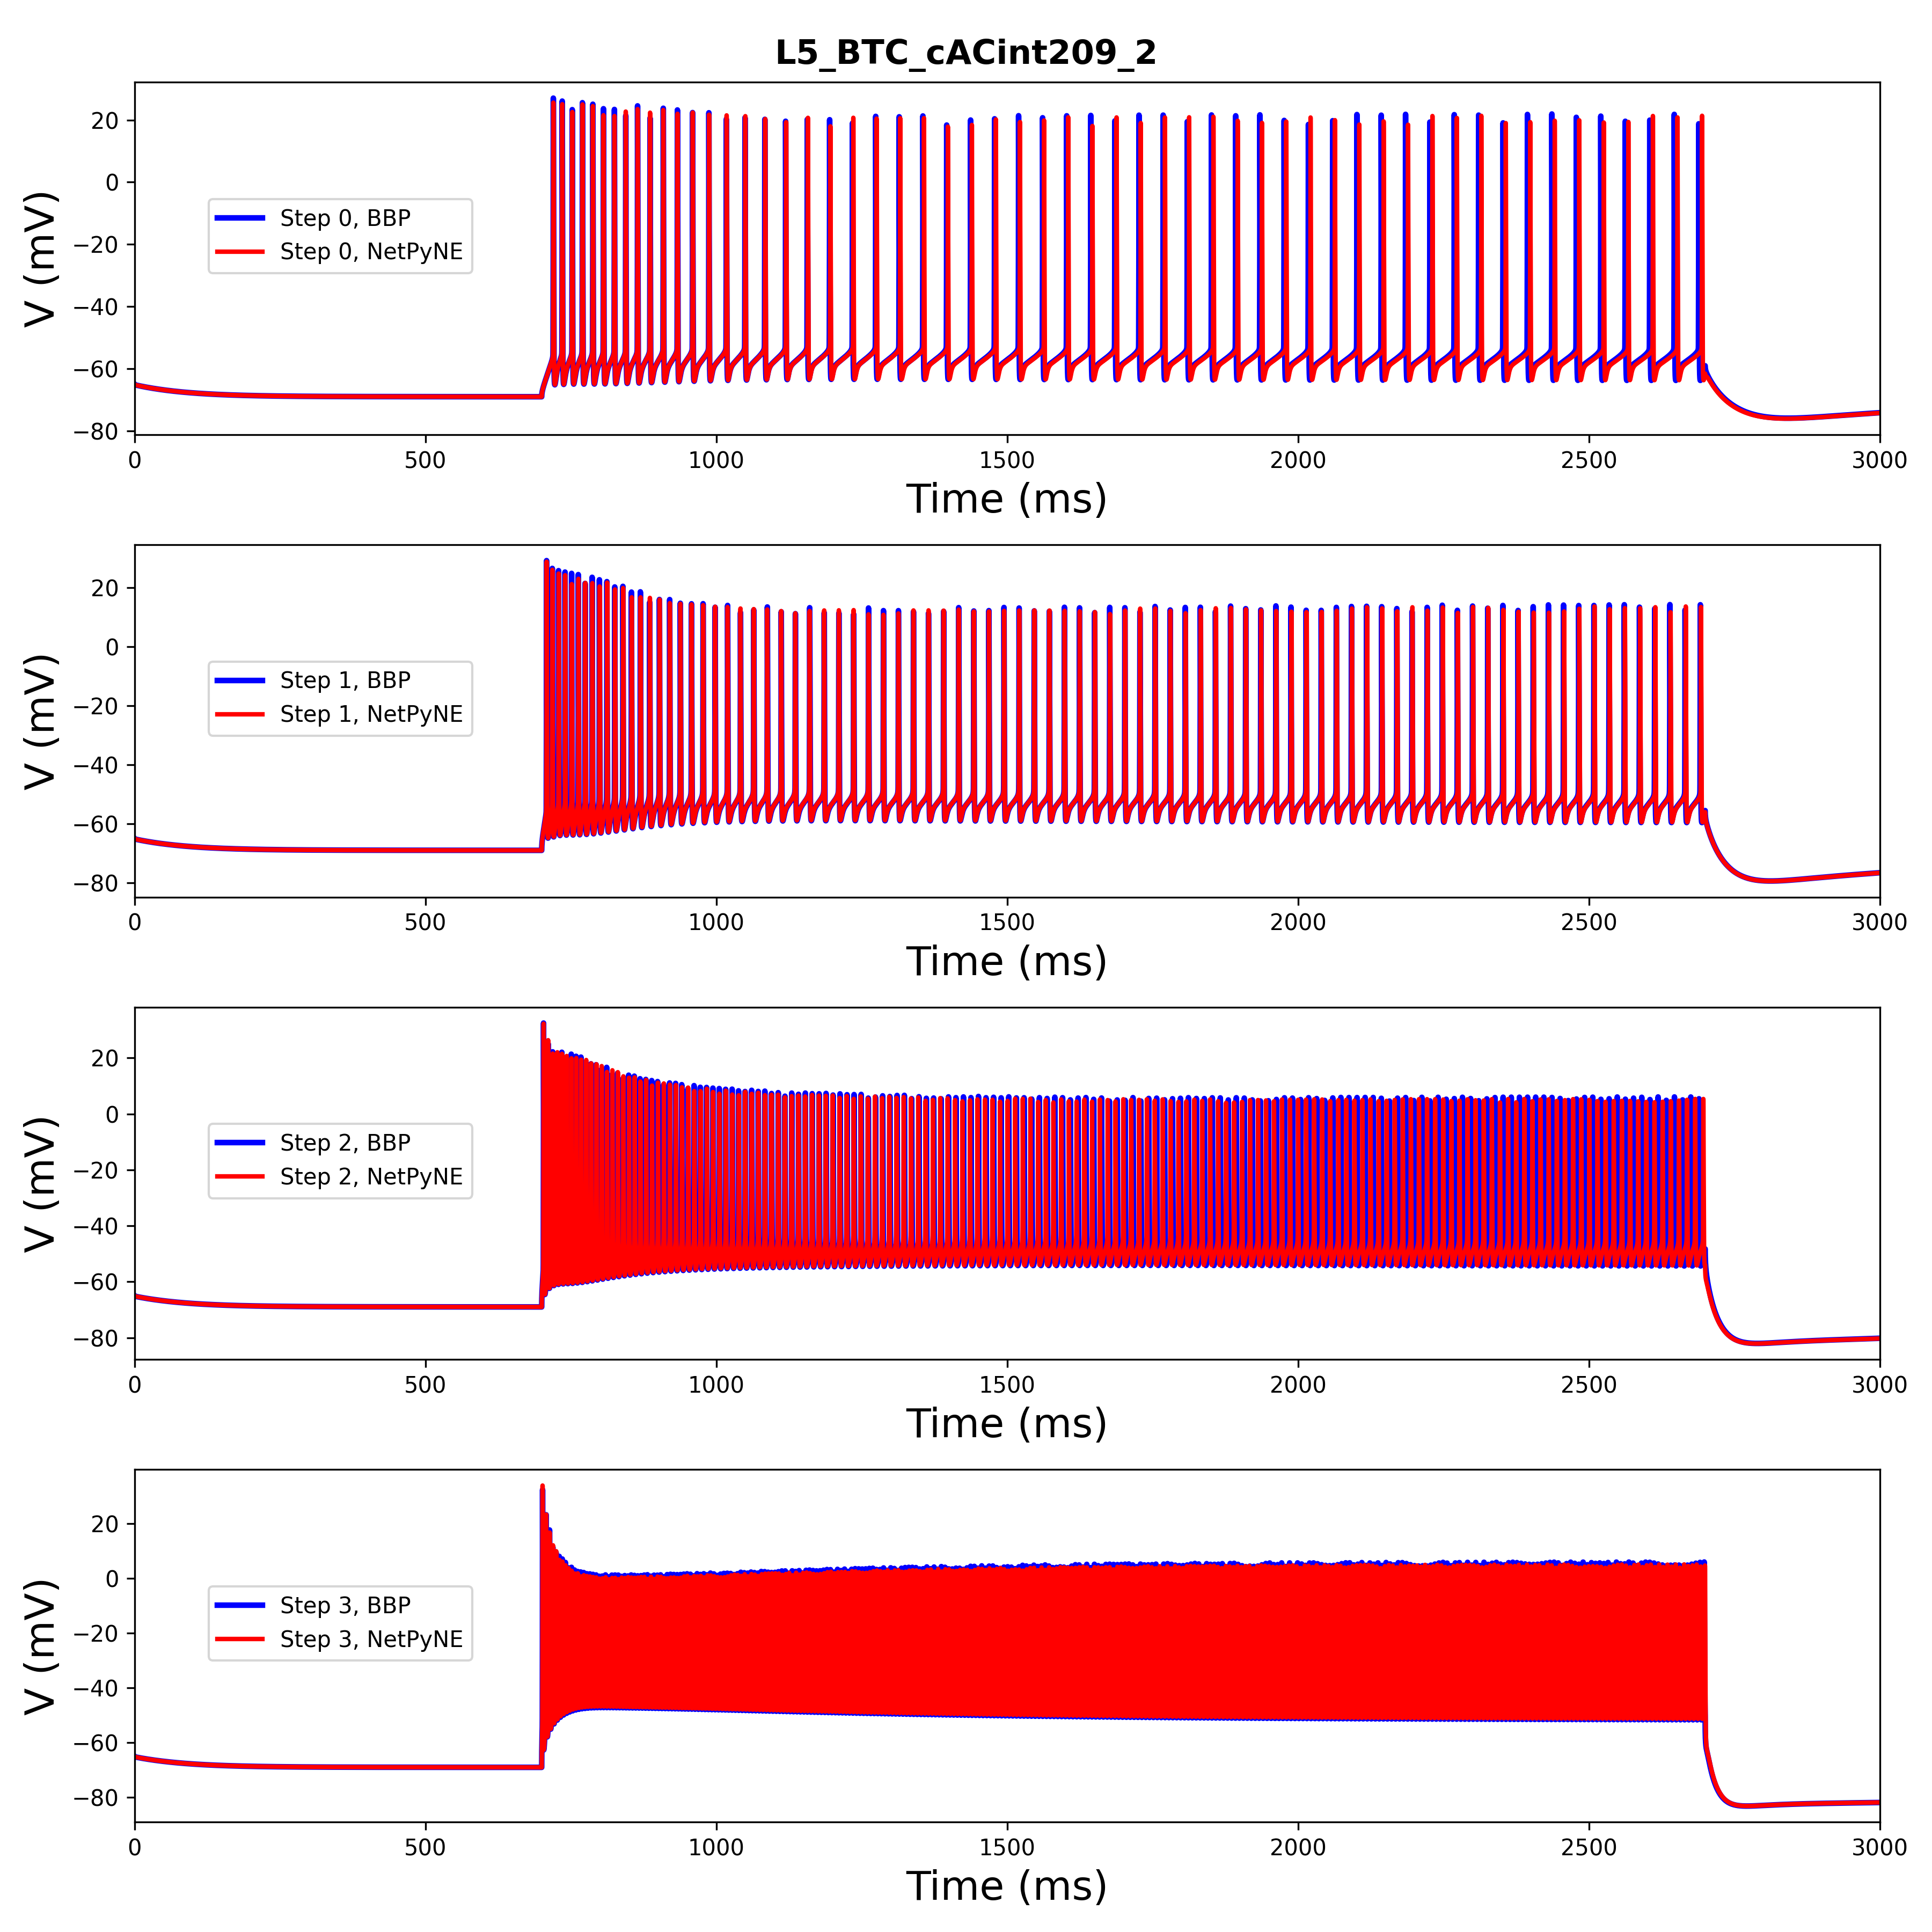 L5_BTC_cACint209_2
20
0
−20
−40
−60
−80
V (mV)
Step 0, BBP
Step 0, NetPyNE
0 500 1000 1500 2000 2500 3000
Time (ms)
20
0
−20
−40
−60
−80
V (mV)
Step 1, BBP
Step 1, NetPyNE
0 500 1000 1500 2000 2500 3000
Time (ms)
20
0
−20
−40
−60
−80
V (mV)
Step 2, BBP
Step 2, NetPyNE
0 500 1000 1500 2000 2500 3000
Time (ms)
20
0
−20
−40
−60
−80
V (mV)
Step 3, BBP
Step 3, NetPyNE
0 500 1000 1500 2000 2500 3000
Time (ms)